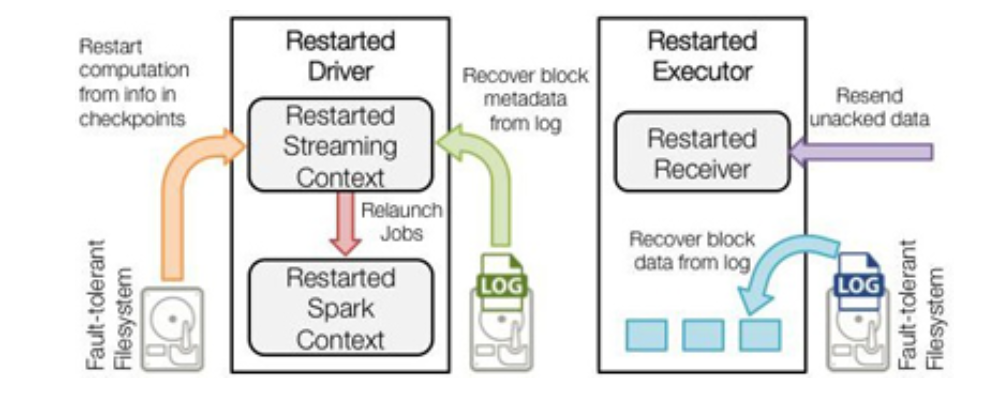 Restart
computation
from info in
checkpoints
Restarted
Driver
Restarted
Streaming
Context
Relaunch
Jobs
Restarted
Spark
Context
Fault-tolerant
Filesystem
Recover block
metadata
from log
LOG
Restarted
Executor
Restarted
Receiver
Resend
unacked data
Recover block
data from log
LOG
Fault-tolerant
Filesystem